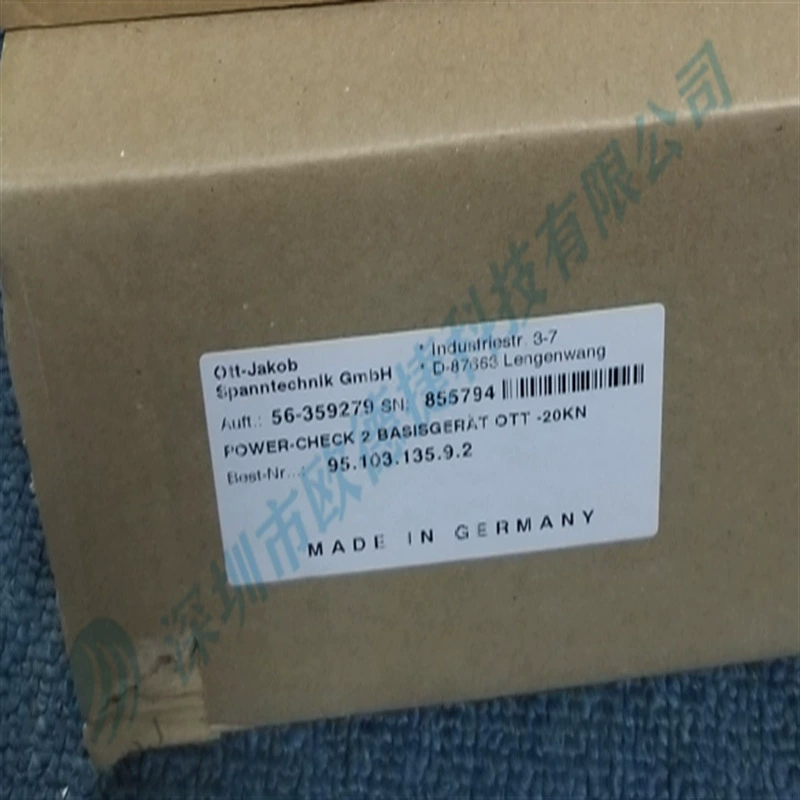 Ott-Jakob * Industriestr. 3-7
Spanntechnik GmbH * D-87663 Lengenwang
Auft.: 56-359279 SN: 855794
POWER-CHECK 2 BASISGERÄT OTT -20KN
Best-Nr...: 95.103.135.9.2
MADE IN GERMANY
深圳市欧德捷科技有限公司